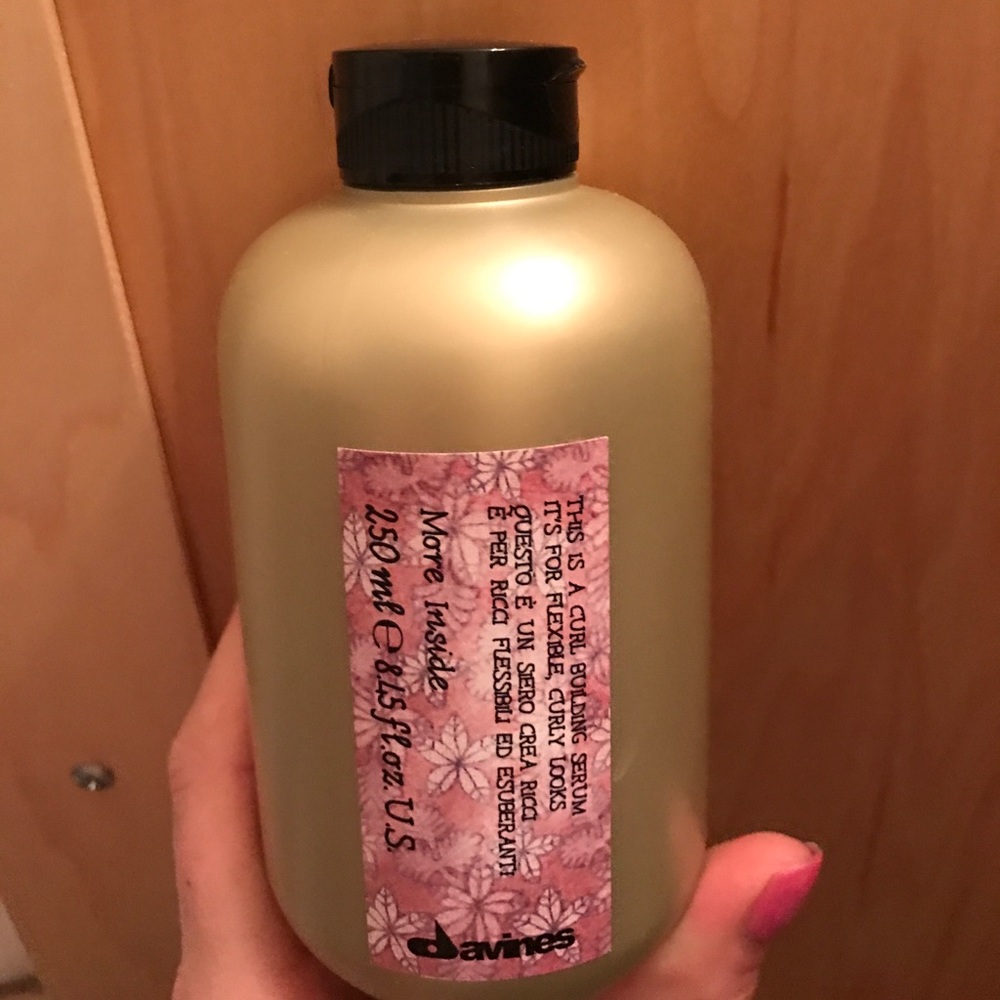 THIS IS A CURL BUILDING SERUM
IT'S FOR FLEXIBLE, CURLY LOOKS
QUESTO È UN SIERO CREA RICCI
È PER RICCI FLESSIBILI ED ESUBERANTI
More Inside
250 ml ℮ 8.45 fl.oz. U.S.
davines